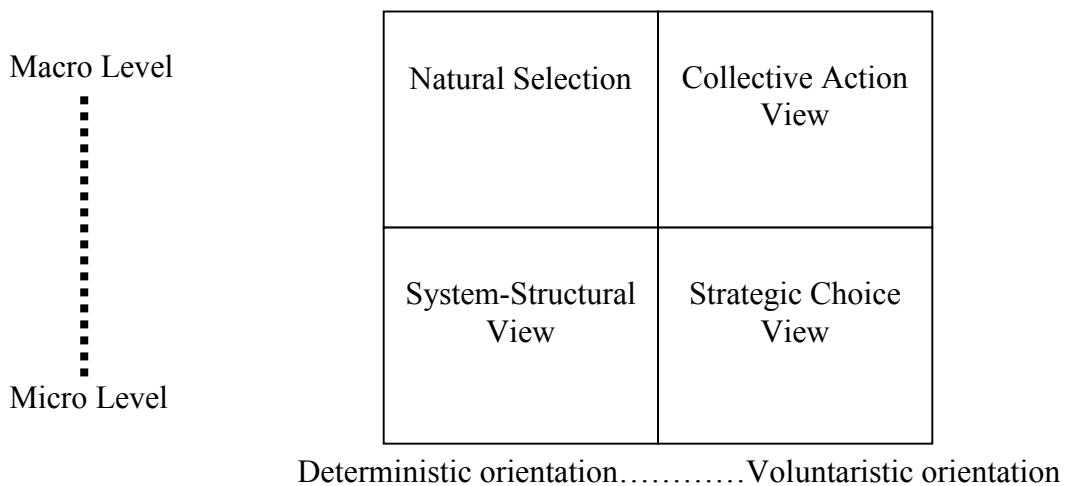 Macro Level
Natural Selection
Collective Action
View
System-Structural
View
Strategic Choice
View
Micro Level
Deterministic orientation…………Voluntaristic orientation